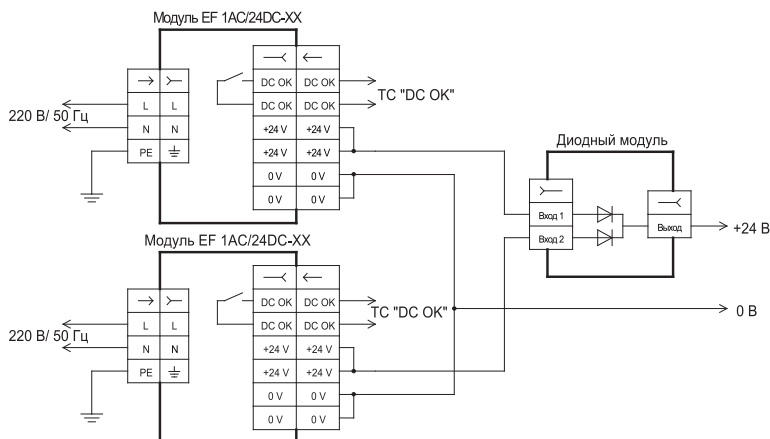 Модуль EF 1AC/24DC-XX
DC OK DC OK
L L DC OK DC OK ТС "DC OK"
220 В/ 50 Гц
N N +24 V +24 V
PE +24 V +24 V
0 V 0 V
0 V 0 V
Диодный модуль
Вход 1
Вход 2
Выход
+24 В
Модуль EF 1AC/24DC-XX
DC OK DC OK
0 В
L L DC OK DC OK ТС "DC OK"
220 В/ 50 Гц
N N +24 V +24 V
PE +24 V +24 V
0 V 0 V
0 V 0 V